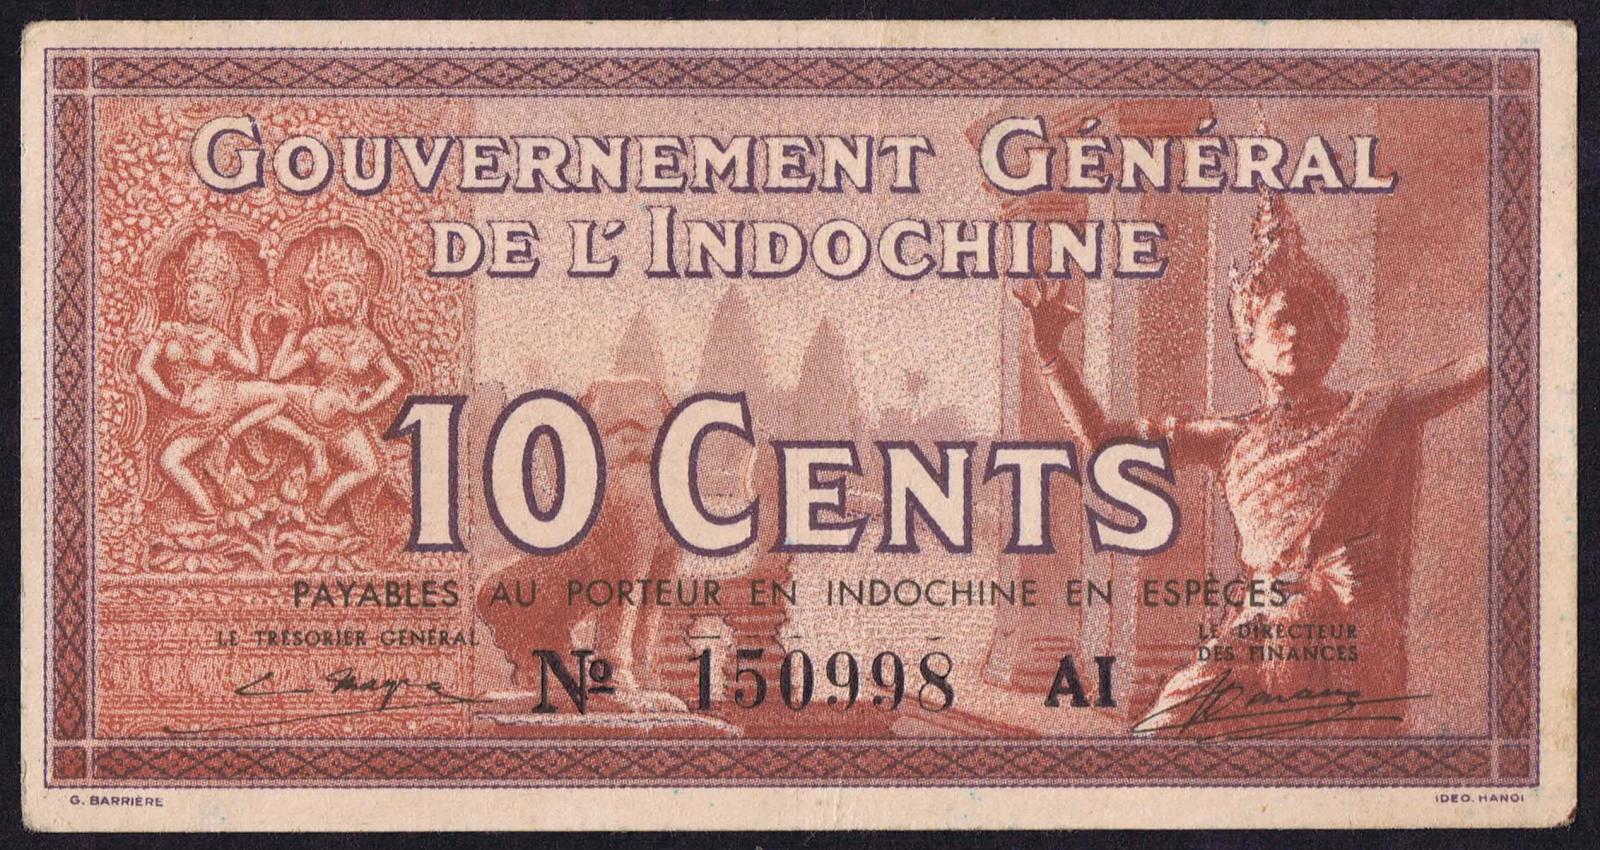 GOUVERNEMENT GÉNÉRAL
DE L'INDOCHINE
10 CENTS
PAYABLES AU PORTEUR EN INDOCHINE EN ESPÈCES
LE TRÉSORIER GÉNÉRAL
LE DIRECTEUR
DES FINANCES
Nº 150998 AI
G. BARRIÈRE
IDEO. HANOI